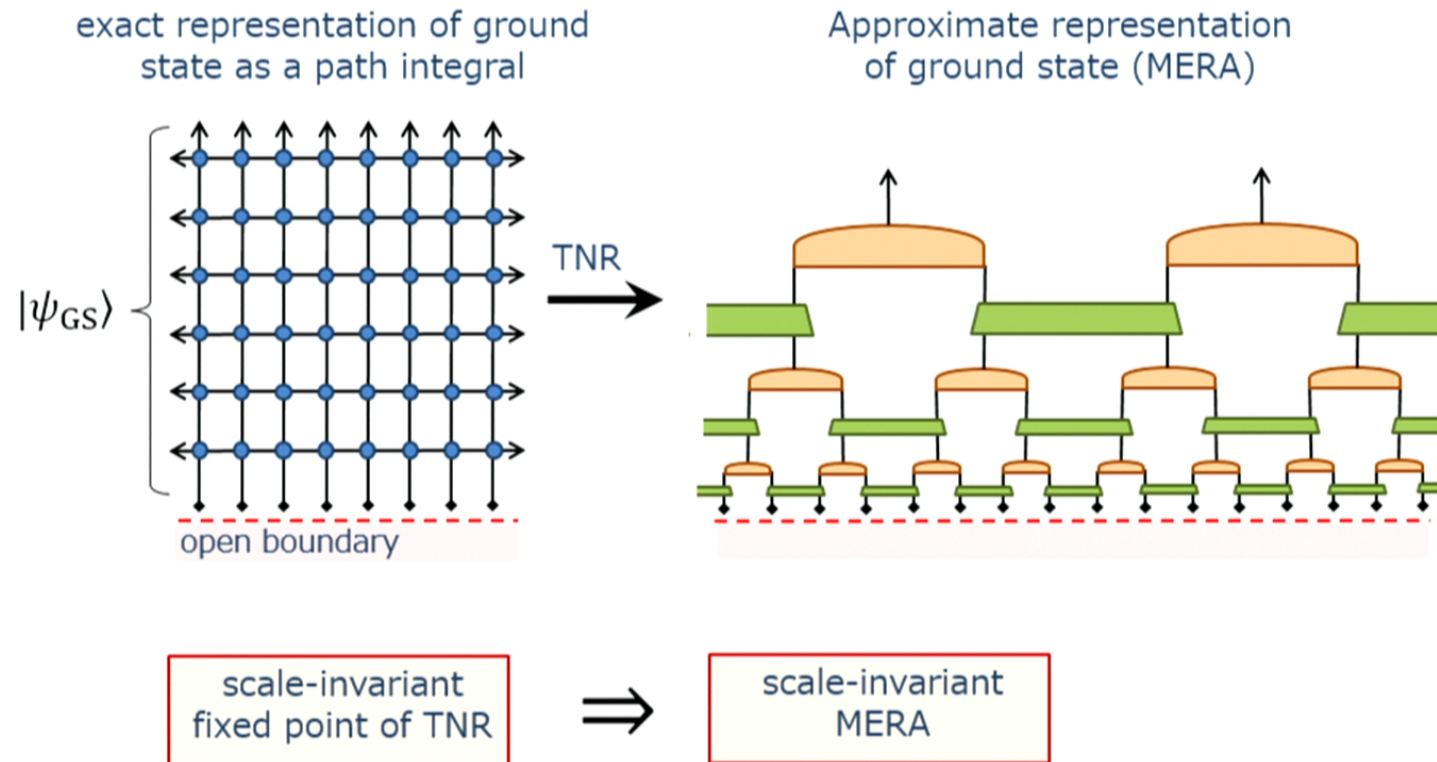 exact representation of ground
state as a path integral
Approximate representation
of ground state (MERA)
TNR
|ψGS⟩
open boundary
scale-invariant
fixed point of TNR
⇒
scale-invariant
MERA